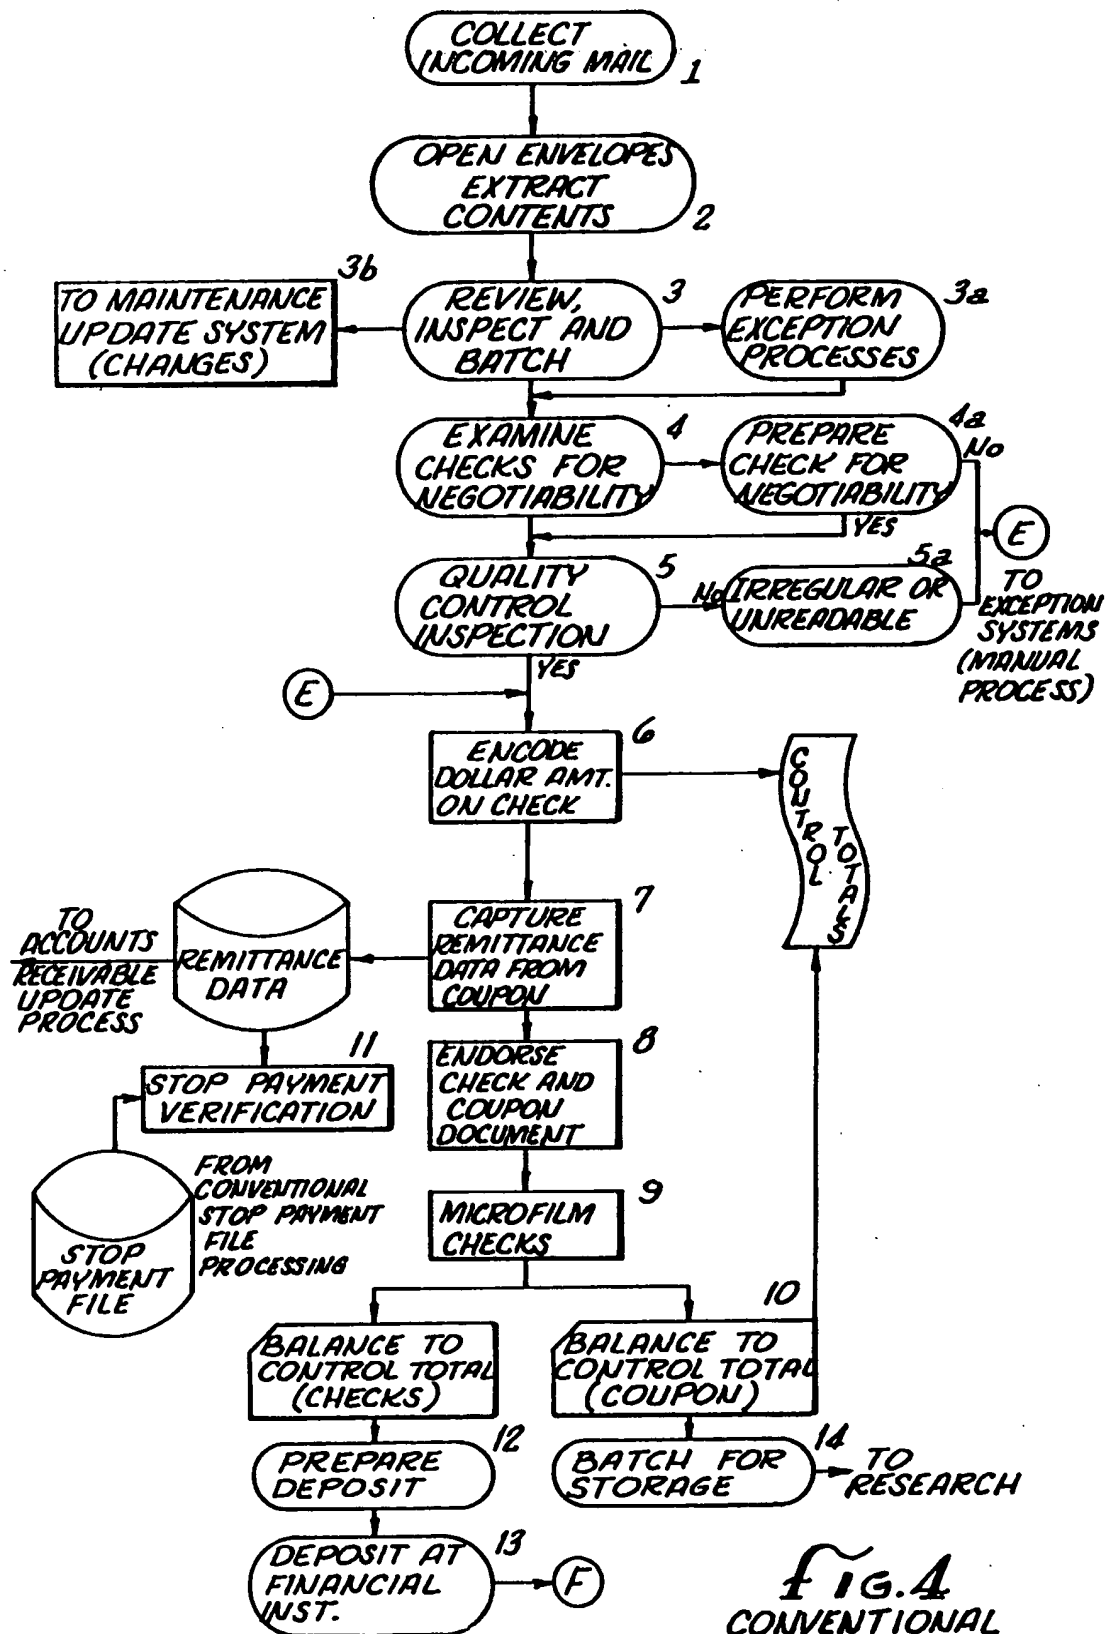 COLLECT
INCOMING MAIL
1
OPEN ENVELOPES
EXTRACT
CONTENTS
2
3b
TO MAINTENANCE
UPDATE SYSTEM
(CHANGES)
REVIEW,
INSPECT AND
BATCH
3
PERFORM
EXCEPTION
PROCESSES
3a
EXAMINE
CHECKS FOR
NEGOTIABILITY
4
PREPARE
CHECK FOR
NEGOTIABILITY
4a
No
YES
E
TO
EXCEPTION
SYSTEMS
(MANUAL
PROCESS)
QUALITY
CONTROL
INSPECTION
5
No
IRREGULAR OR
UNREADABLE
5a
YES
E
ENCODE
DOLLAR AMT.
ON CHECK
6
CONTROL
TOTALS
CAPTURE
REMITTANCE
DATA FROM
COUPON
7
REMITTANCE
DATA
TO
ACCOUNTS
RECEIVABLE
UPDATE
PROCESS
11
STOP PAYMENT
VERIFICATION
ENDORSE
CHECK AND
COUPON
DOCUMENT
8
STOP
PAYMENT
FILE
FROM
CONVENTIONAL
STOP PAYMENT
FILE
PROCESSING
MICROFILM
CHECKS
9
BALANCE TO
CONTROL TOTAL
(CHECKS)
10
BALANCE TO
CONTROL TOTAL
(COUPON)
PREPARE
DEPOSIT
12
BATCH FOR
STORAGE
14
TO
RESEARCH
DEPOSIT AT
FINANCIAL
INST.
13
F
fIG.4
CONVENTIONAL